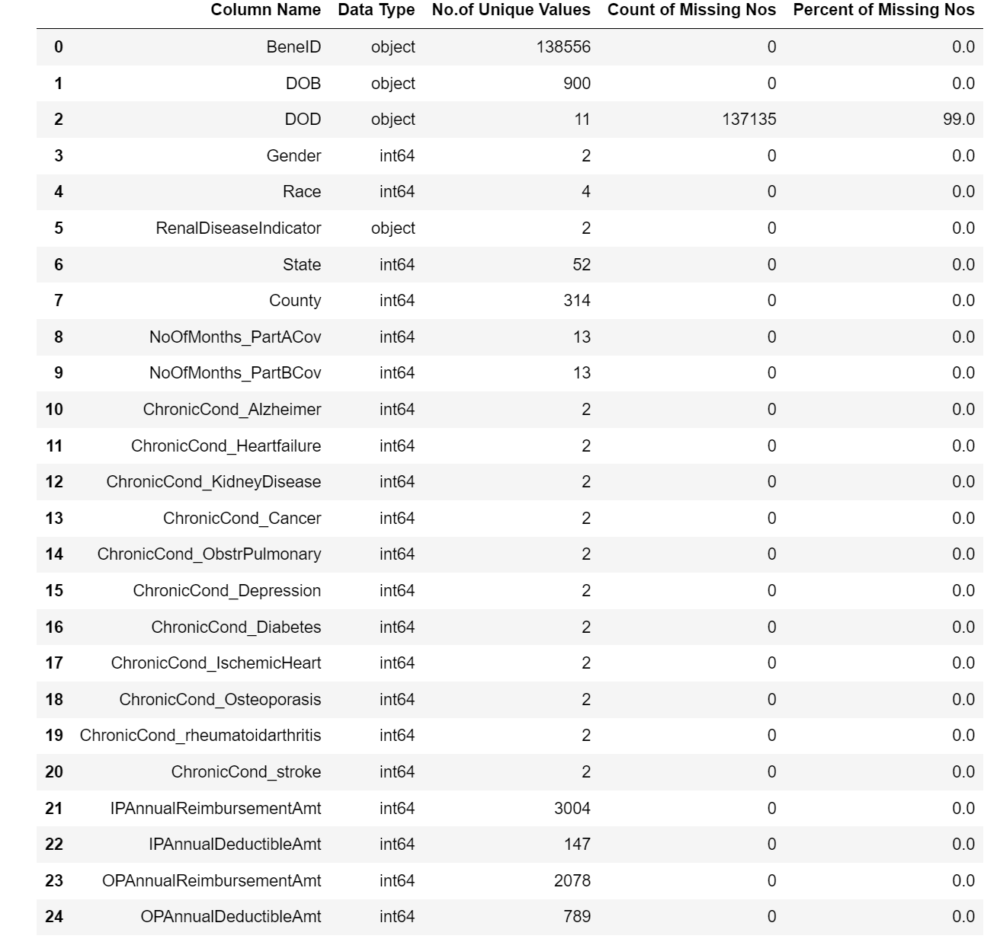 Column Name Data Type No.of Unique Values Count of Missing Nos Percent of Missing Nos
0 BeneID object 138556 0 0.0
1 DOB object 900 0 0.0
2 DOD object 11 137135 99.0
3 Gender int64 2 0 0.0
4 Race int64 4 0 0.0
5 RenalDiseaseIndicator object 2 0 0.0
6 State int64 52 0 0.0
7 County int64 314 0 0.0
8 NoOfMonths_PartACov int64 13 0 0.0
9 NoOfMonths_PartBCov int64 13 0 0.0
10 ChronicCond_Alzheimer int64 2 0 0.0
11 ChronicCond_Heartfailure int64 2 0 0.0
12 ChronicCond_KidneyDisease int64 2 0 0.0
13 ChronicCond_Cancer int64 2 0 0.0
14 ChronicCond_ObstrPulmonary int64 2 0 0.0
15 ChronicCond_Depression int64 2 0 0.0
16 ChronicCond_Diabetes int64 2 0 0.0
17 ChronicCond_IschemicHeart int64 2 0 0.0
18 ChronicCond_Osteoporasis int64 2 0 0.0
19 ChronicCond_rheumatoidarthritis int64 2 0 0.0
20 ChronicCond_stroke int64 2 0 0.0
21 IPAnnualReimbursementAmt int64 3004 0 0.0
22 IPAnnualDeductibleAmt int64 147 0 0.0
23 OPAnnualReimbursementAmt int64 2078 0 0.0
24 OPAnnualDeductibleAmt int64 789 0 0.0